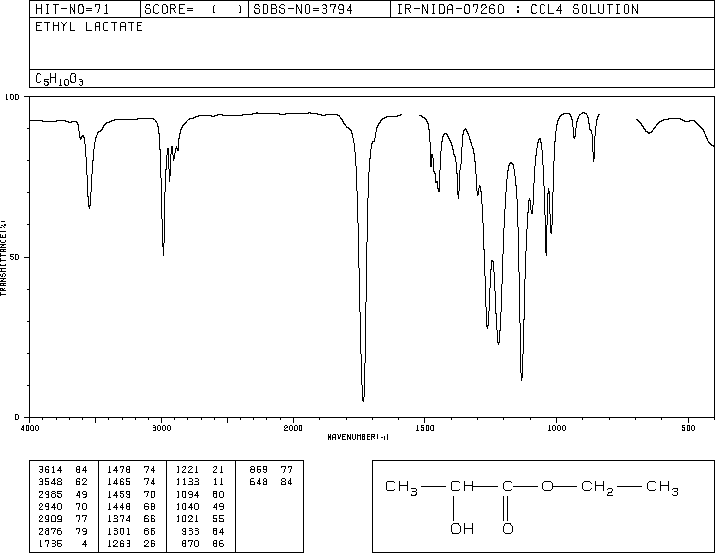 HIT-NO=71 SCORE= ( ) SDBS-NO=3794 IR-NIDA-07260 : CCL4 SOLUTION
ETHYL LACTATE
C5H10O3
100
50
0
TRANSMITTANCE(%)
4000 3000 2000 1500 1000 500
WAVENUMBER(-1)
3614 84 1478 74 1221 21 859 77
3548 62 1465 74 1133 11 648 84
2985 49 1459 70 1094 60
2940 70 1448 68 1040 49
2909 77 1374 66 1021 55
2876 79 1301 66 933 84
1735 4 1263 26 870 86
CH3 CH C O CH2 CH3
OH O